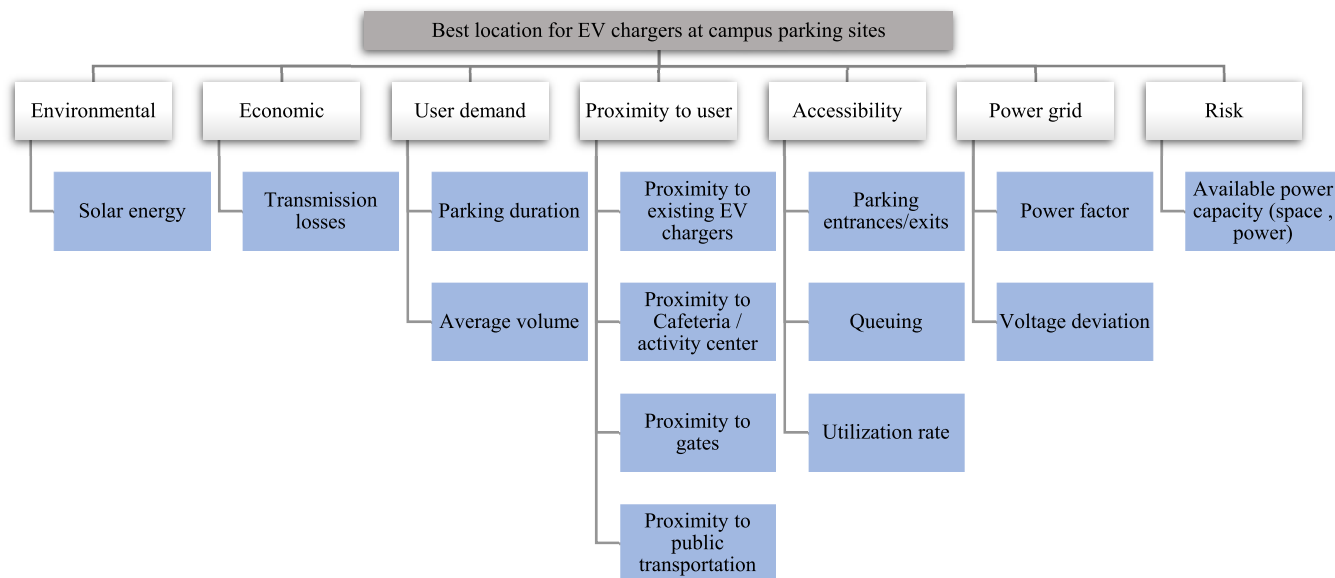 Best location for EV chargers at campus parking sites
Environmental
Economic
User demand
Proximity to user
Accessibility
Power grid
Risk
Solar energy
Transmission
losses
Parking duration
Average volume
Proximity to
existing EV
chargers
Proximity to
Cafeteria /
activity center
Proximity to
gates
Proximity to
public
transportation
Parking
entrances/exits
Queuing
Utilization rate
Power factor
Voltage deviation
Available power
capacity (space ,
power)